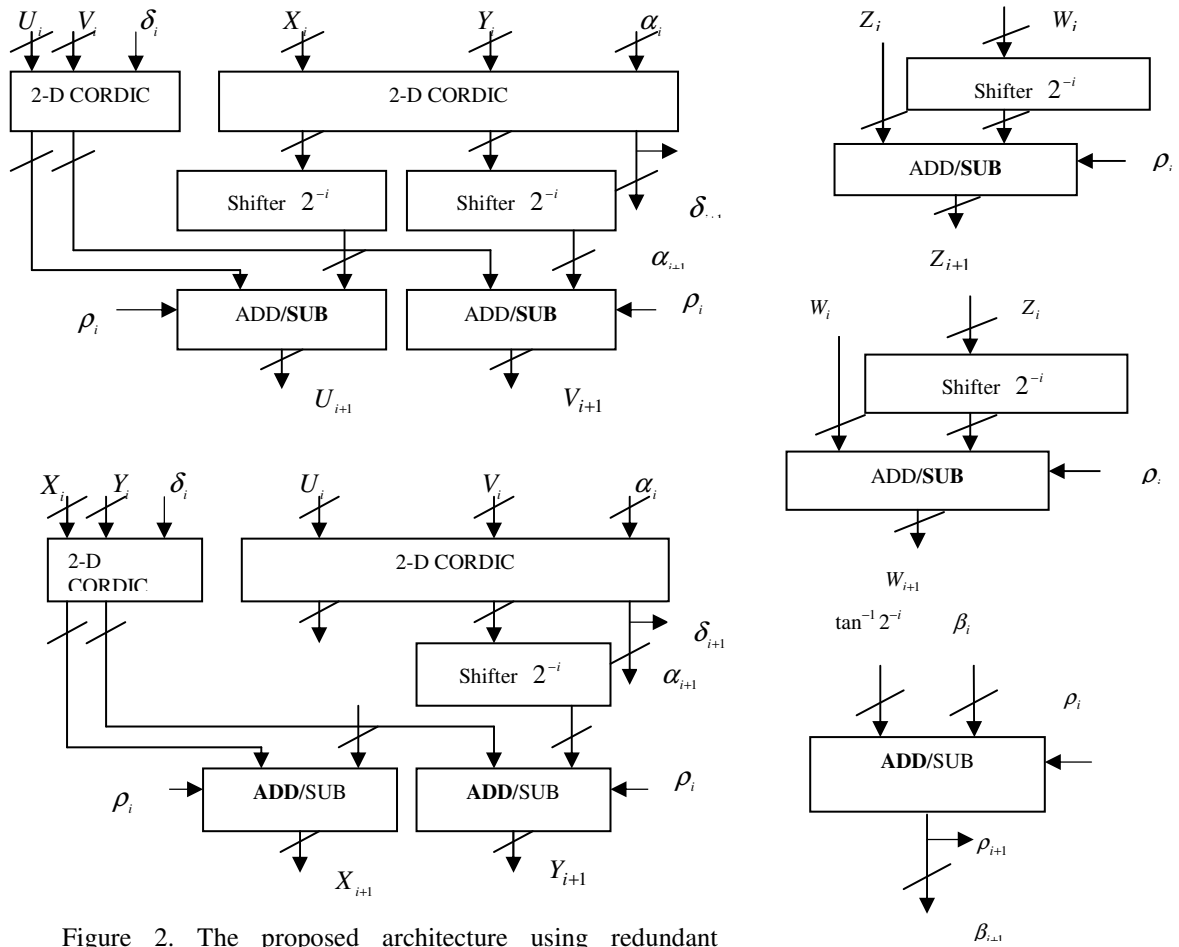 U_i V_i δ_i X_i Y_i α_i
2-D CORDIC 2-D CORDIC
Shifter 2^{-i} Shifter 2^{-i}
δ
α_{i+1}
ρ_i ADD/SUB ADD/SUB ρ_i
U_{i+1} V_{i+1}
X_i Y_i δ_i U_i V_i α_i
2-D
CORDIC
2-D CORDIC
δ_{i+1}
Shifter 2^{-i} α_{i+1}
ρ_i ADD/SUB ADD/SUB ρ_i
X_{i+1} Y_{i+1}
Z_i W_i
Shifter 2^{-i}
ADD/SUB ρ_i
Z_{i+1}
W_i Z_i
Shifter 2^{-i}
ADD/SUB ρ_i
W_{i+1}
tan^{-1} 2^{-i} β_i
ρ_i
ADD/SUB
ρ_{i+1}
β_{i+1}
Figure 2. The proposed architecture using redundant